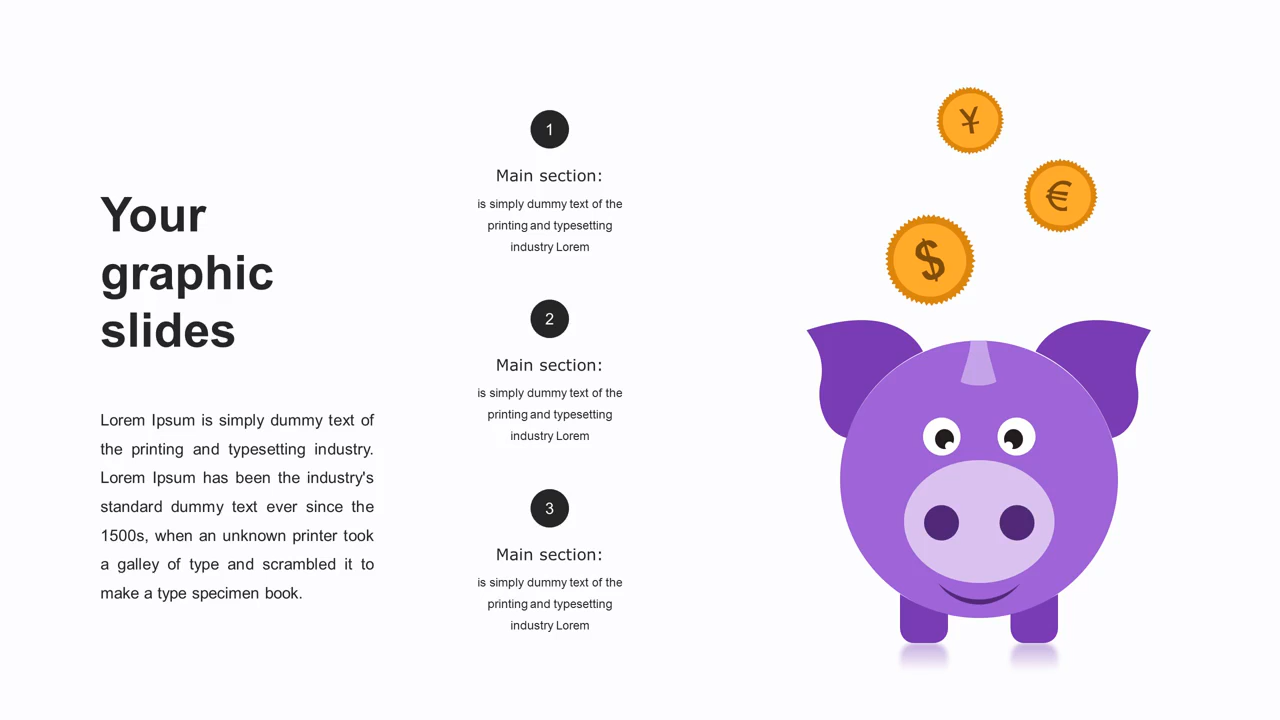 Your
graphic
slides
Lorem Ipsum is simply dummy text of
the printing and typesetting industry.
Lorem Ipsum has been the industry's
standard dummy text ever since the
1500s, when an unknown printer took
a galley of type and scrambled it to
make a type specimen book.
1
Main section:
is simply dummy text of the
printing and typesetting
industry Lorem
2
Main section:
is simply dummy text of the
printing and typesetting
industry Lorem
3
Main section:
is simply dummy text of the
printing and typesetting
industry Lorem
¥
€
$